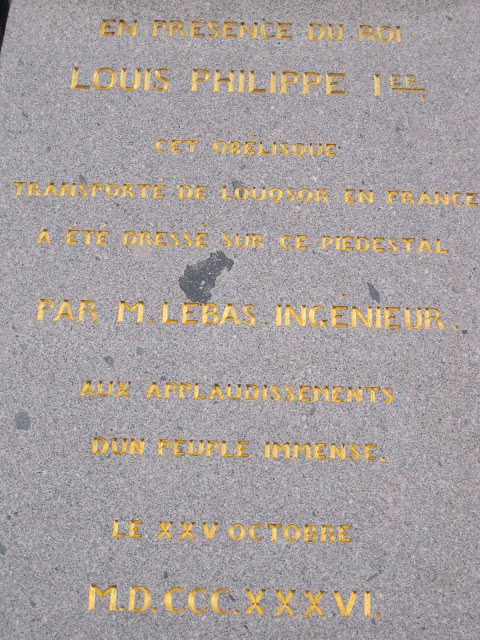 EN PRÉSENCE DU ROI
LOUIS PHILIPPE IER.
CET OBÉLISQUE
TRANSPORTÉ DE LOUQSOR EN FRANCE
A ÉTÉ DRESSÉ SUR CE PIÉDESTAL
PAR M. LEBAS. INGÉNIEUR.
AUX APPLAUDISSEMENTS
D'UN PEUPLE IMMENSE.
LE XXV OCTOBRE
M.D.CCC.XXXVI.